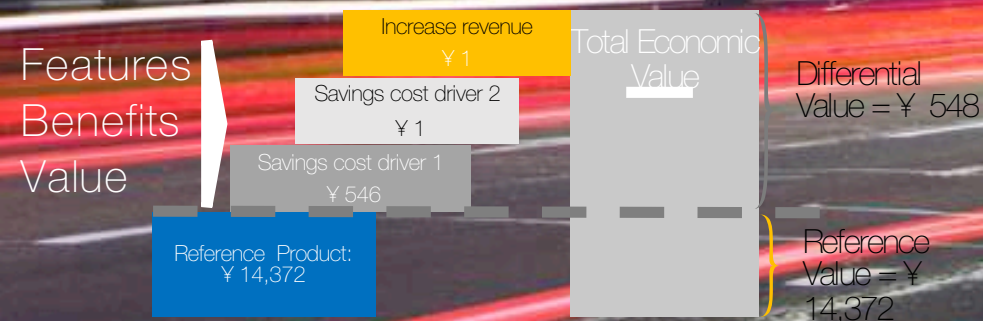 Features
Benefits
Value
Increase revenue
¥ 1
Savings cost driver 2
¥ 1
Savings cost driver 1
¥ 546
Reference Product:
¥ 14,372
Total Economic
Value
Differential
Value = ¥ 548
Reference
Value = ¥
14,372